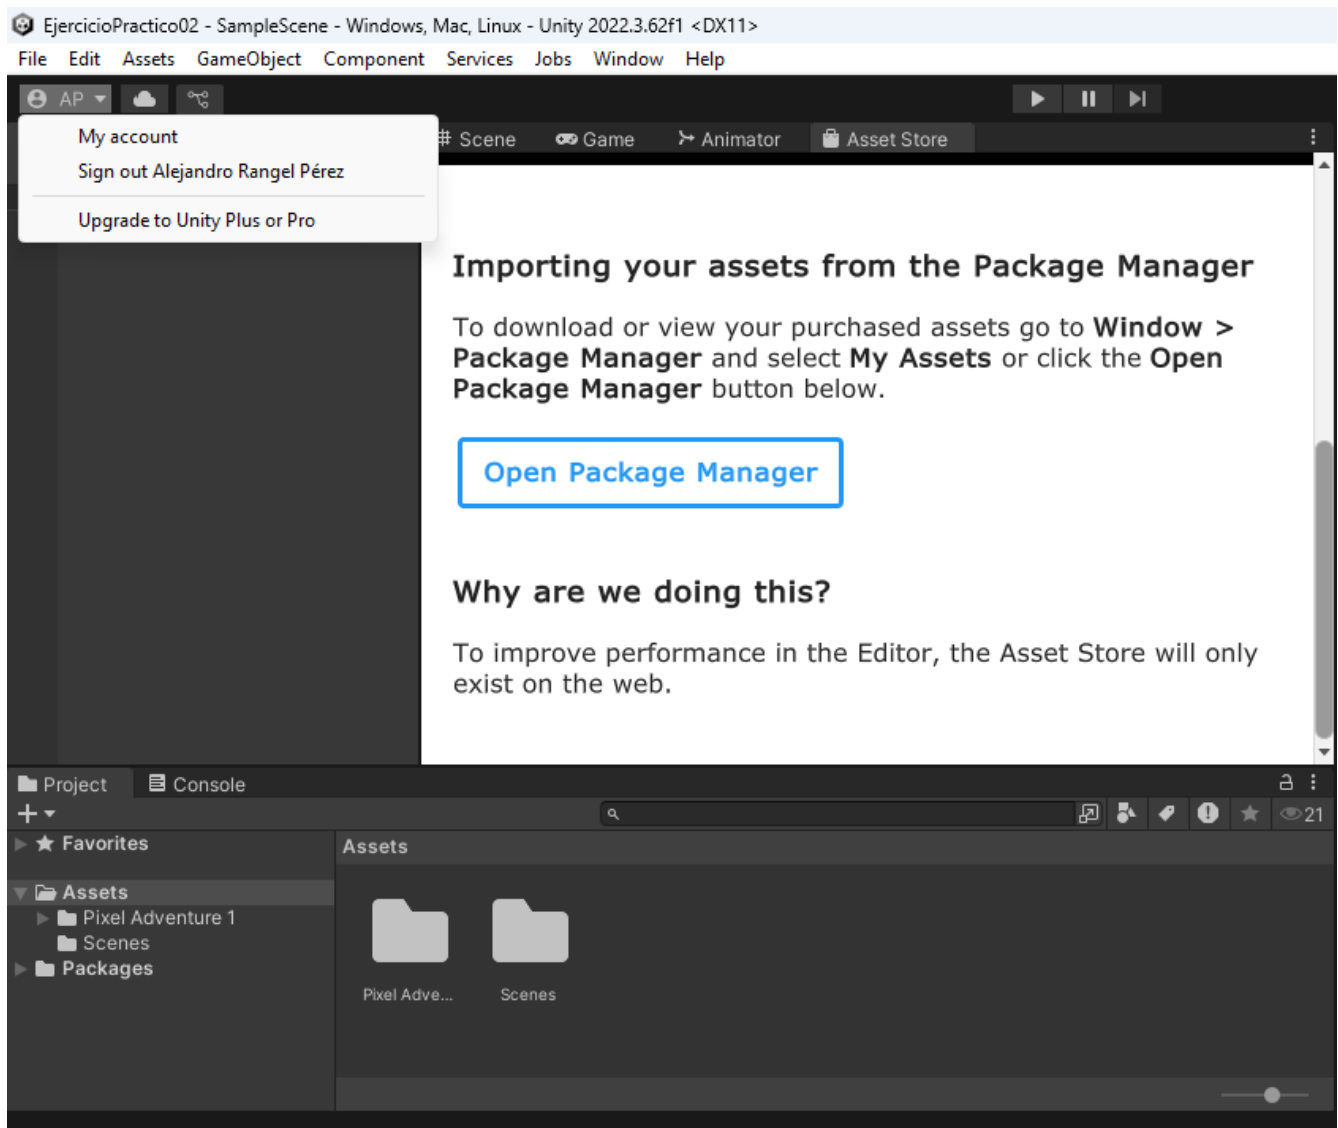 EjercicioPractico02 - SampleScene - Windows, Mac, Linux - Unity 2022.3.62f1 <DX11>
File Edit Assets GameObject Component Services Jobs Window Help
AP
My account
Sign out Alejandro Rangel Pérez
Upgrade to Unity Plus or Pro
# Scene Game Animator Asset Store
Importing your assets from the Package Manager
To download or view your purchased assets go to Window >
Package Manager and select My Assets or click the Open
Package Manager button below.
Open Package Manager
Why are we doing this?
To improve performance in the Editor, the Asset Store will only
exist on the web.
Project Console
21
Favorites
Assets
Pixel Adventure 1
Scenes
Packages
Assets
Pixel Adve...
Scenes